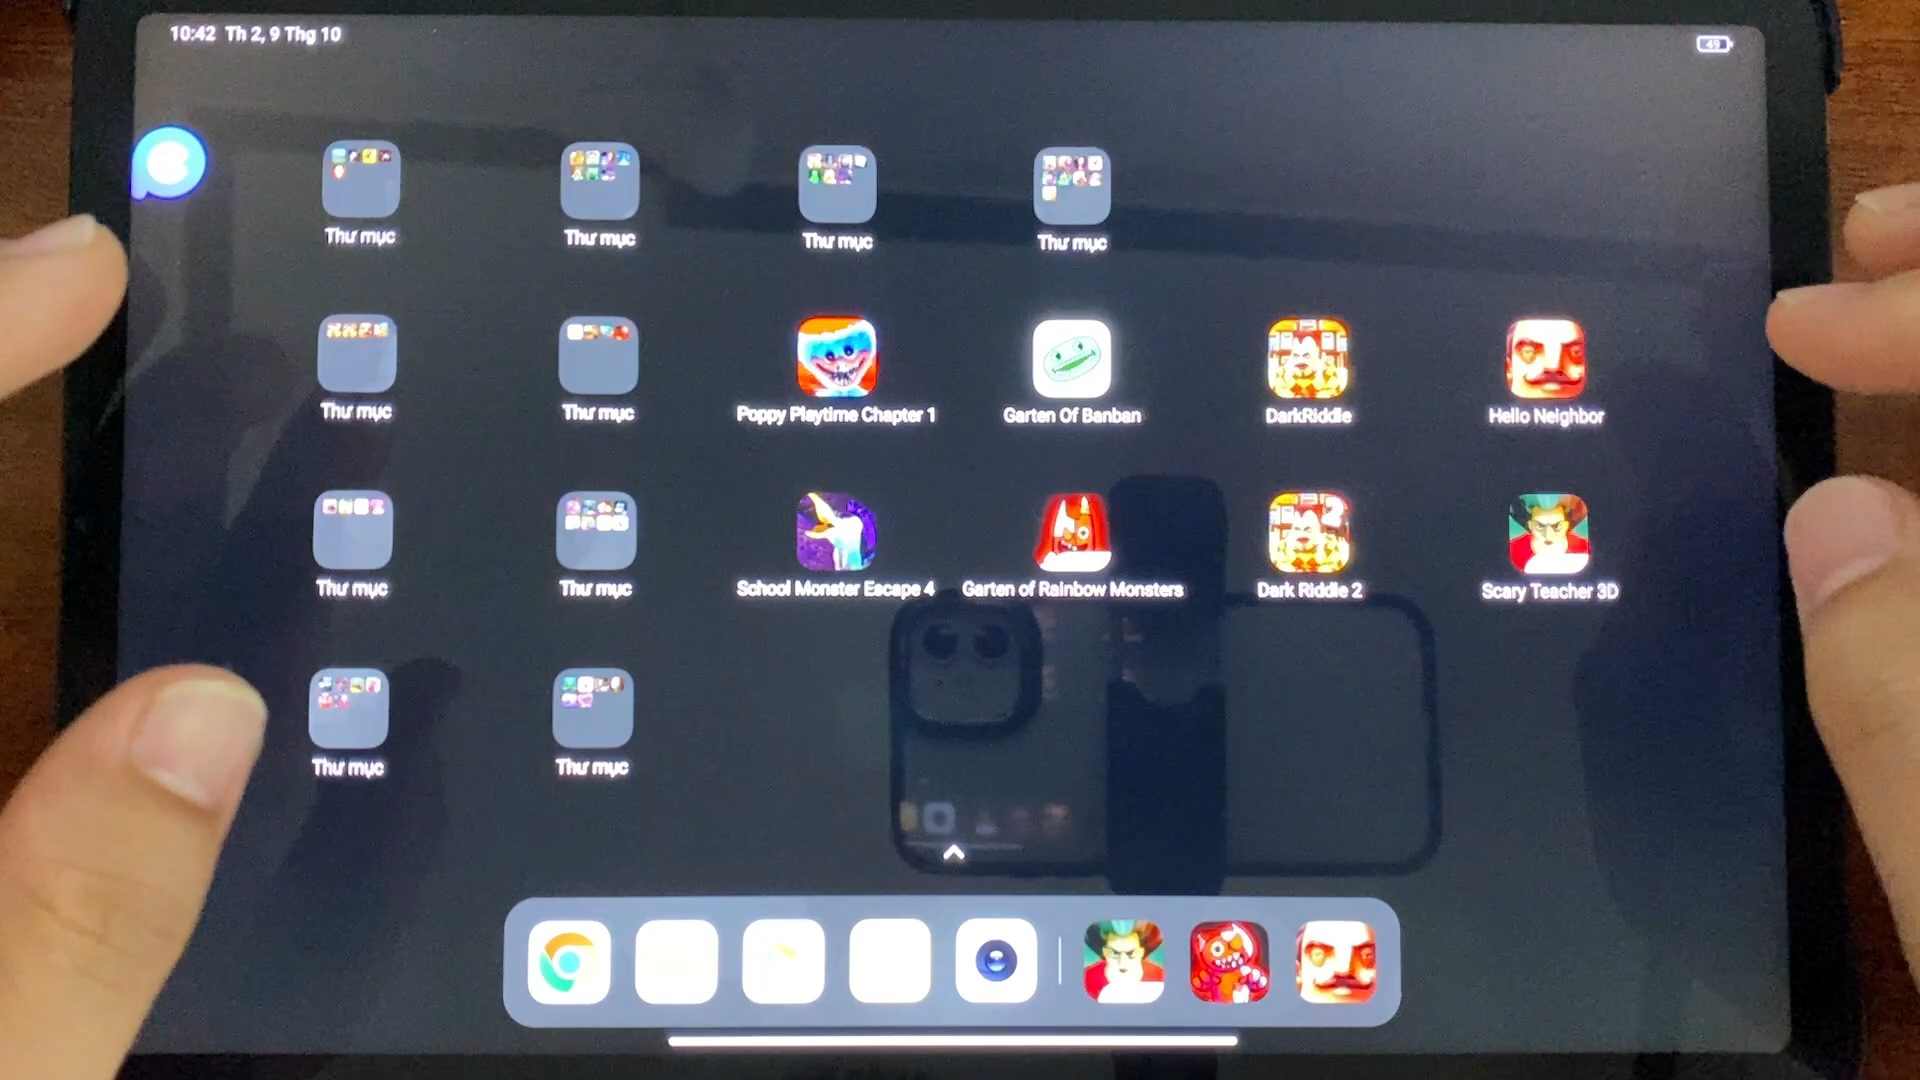 10:42 Th 2, 9 Thg 10
49
Thư mục
Thư mục
Thư mục
Thư mục
Thư mục
Thư mục
Poppy Playtime Chapter 1
Garten Of Banban
DarkRiddle
Hello Neighbor
Thư mục
Thư mục
School Monster Escape 4
Garten of Rainbow Monsters
2
Dark Riddle 2
Scary Teacher 3D
Thư mục
Thư mục